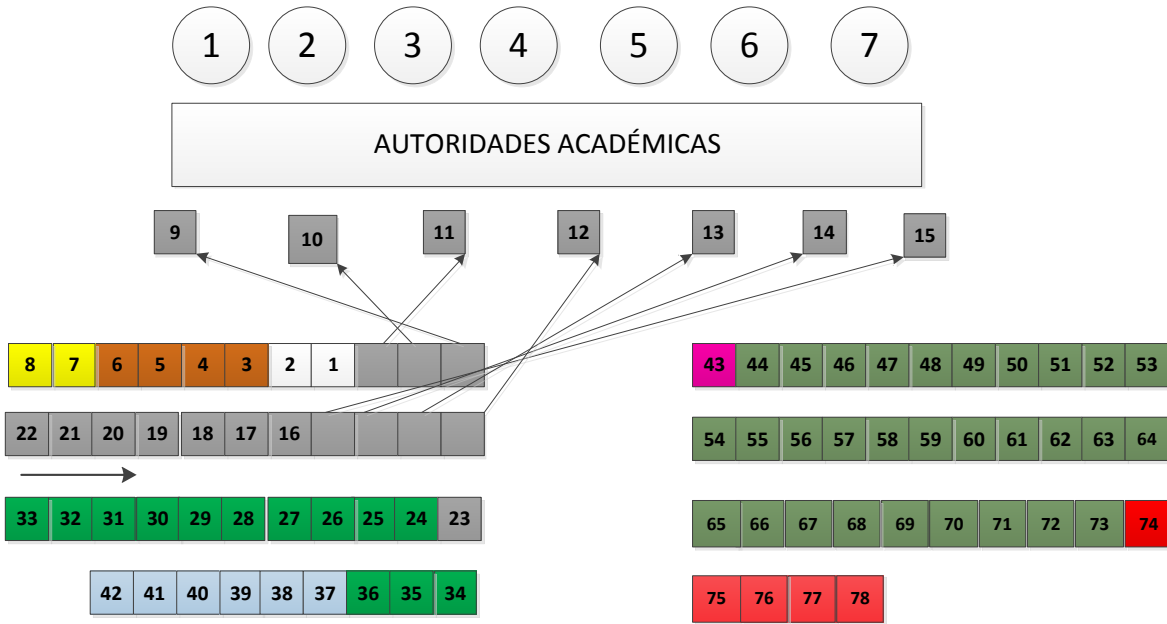 1 2 3 4 5 6 7
AUTORIDADES ACADÉMICAS
9 10 11 12 13 14 15
8 7 6 5 4 3 2 1
43 44 45 46 47 48 49 50 51 52 53
22 21 20 19 18 17 16
54 55 56 57 58 59 60 61 62 63 64
33 32 31 30 29 28 27 26 25 24 23
65 66 67 68 69 70 71 72 73 74
42 41 40 39 38 37 36 35 34
75 76 77 78